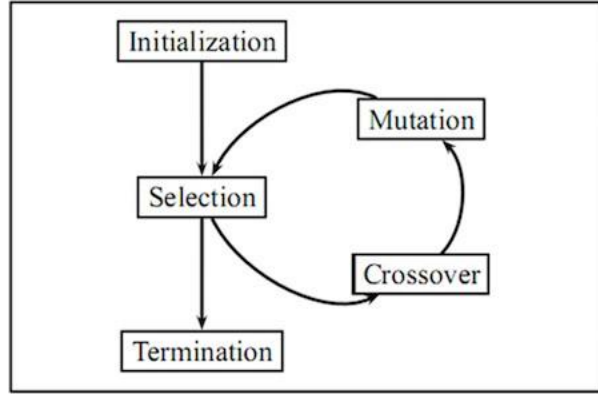 Initialization
Mutation
Selection
Crossover
Termination